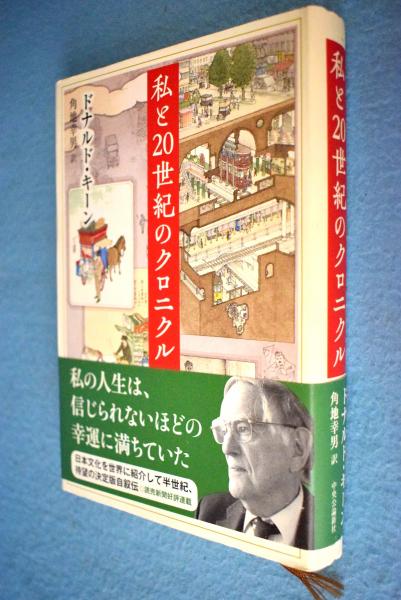 私と20世紀のクロニクル
ドナルド・キーン
角地幸男 訳
私の人生は、
信じられないほどの
幸運に満ちていた
日本文化を世界に紹介して半世紀、
待望の決定版自叙伝 読売新聞好評連載
私と20世紀のクロニクル
ドナルド・キーン
角地幸男 訳
中央公論新社